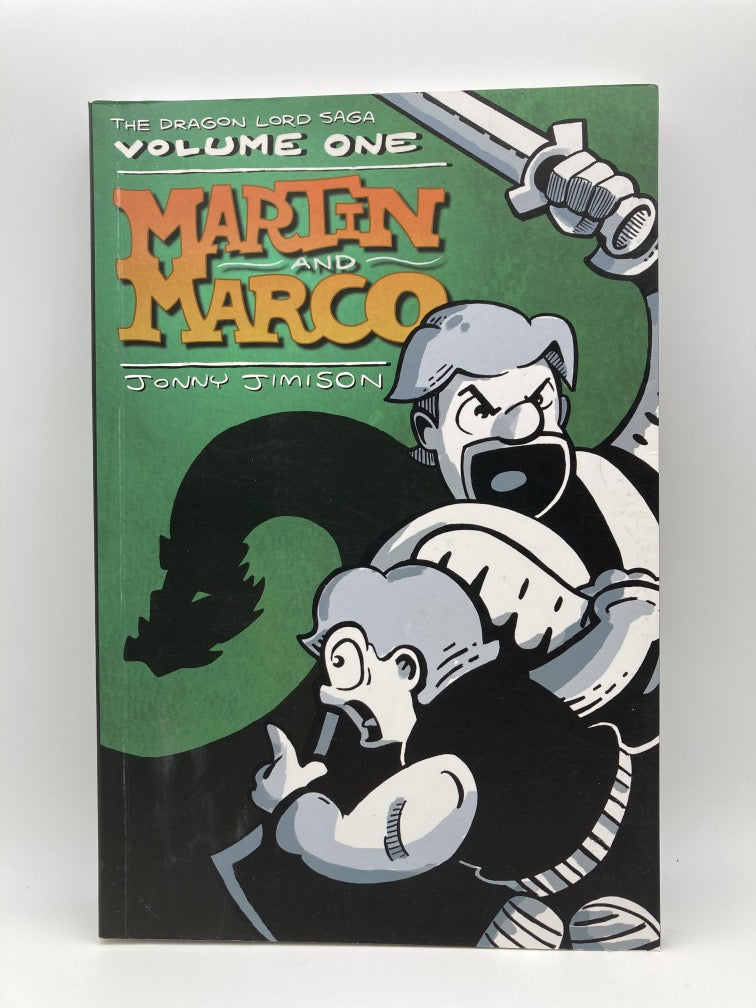 THE DRAGON LORD SAGA
VOLUME ONE
MARTIN
AND
MARCO
JONNY JIMISON